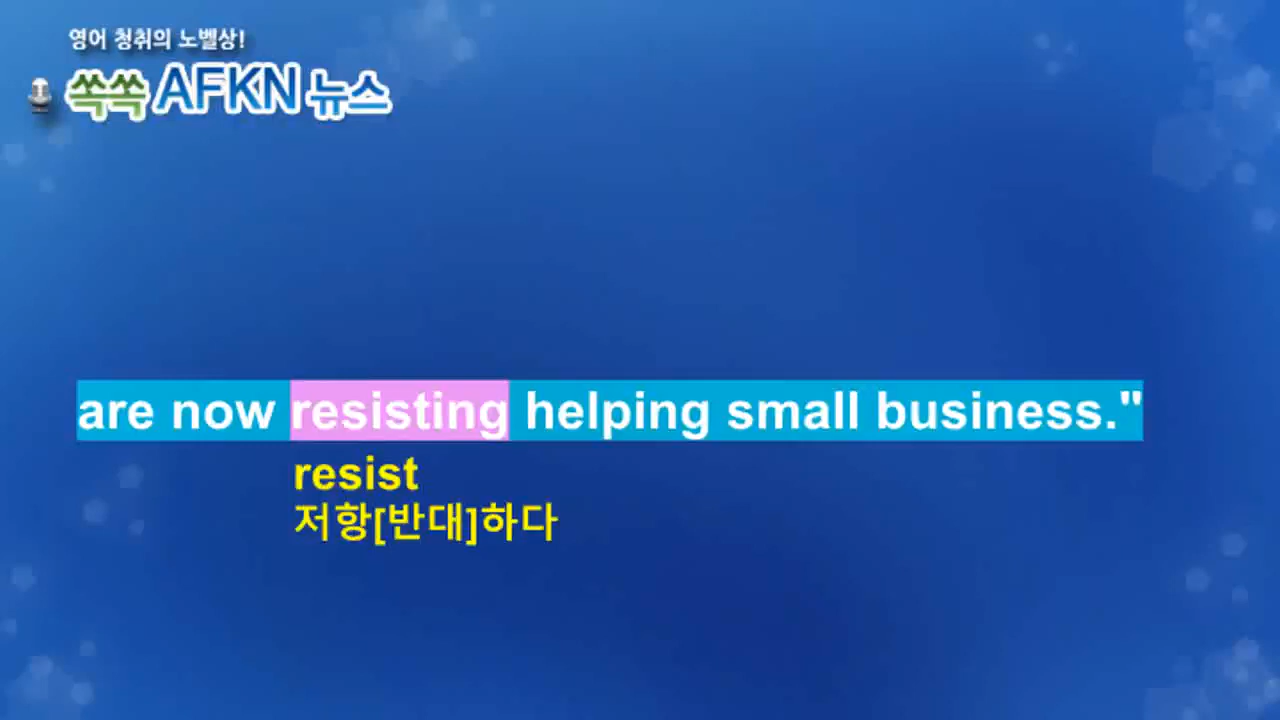 영어 청취의 노벨상!
쏙쏙 AFKN 뉴스
are now resisting helping small business."
resist
저항[반대]하다